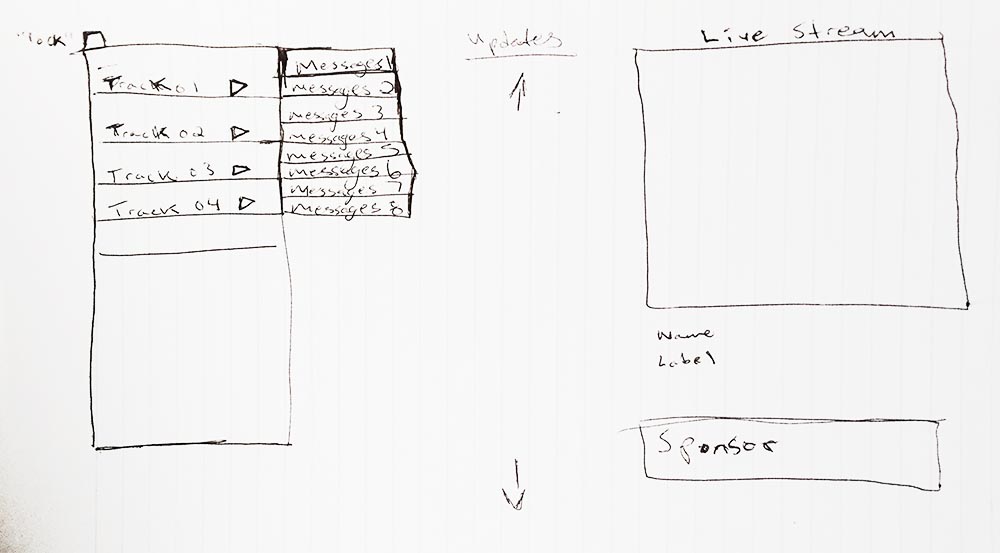 "lock"
Track 01
Track 02
Track 03
Track 04
Messages 1
messages 2
messages 3
messages 4
messages 5
messages 6
messages 7
messages 8
Updates
Live Stream
Name
Label
Sponsor